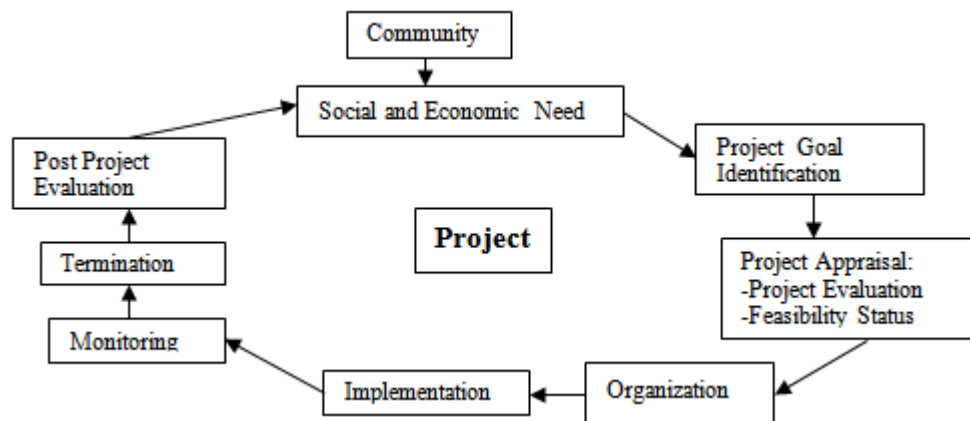 Community
Social and Economic Need
Project Goal
Identification
Project Appraisal:
-Project Evaluation
-Feasibility Status
Organization
Implementation
Monitoring
Termination
Post Project
Evaluation
Project